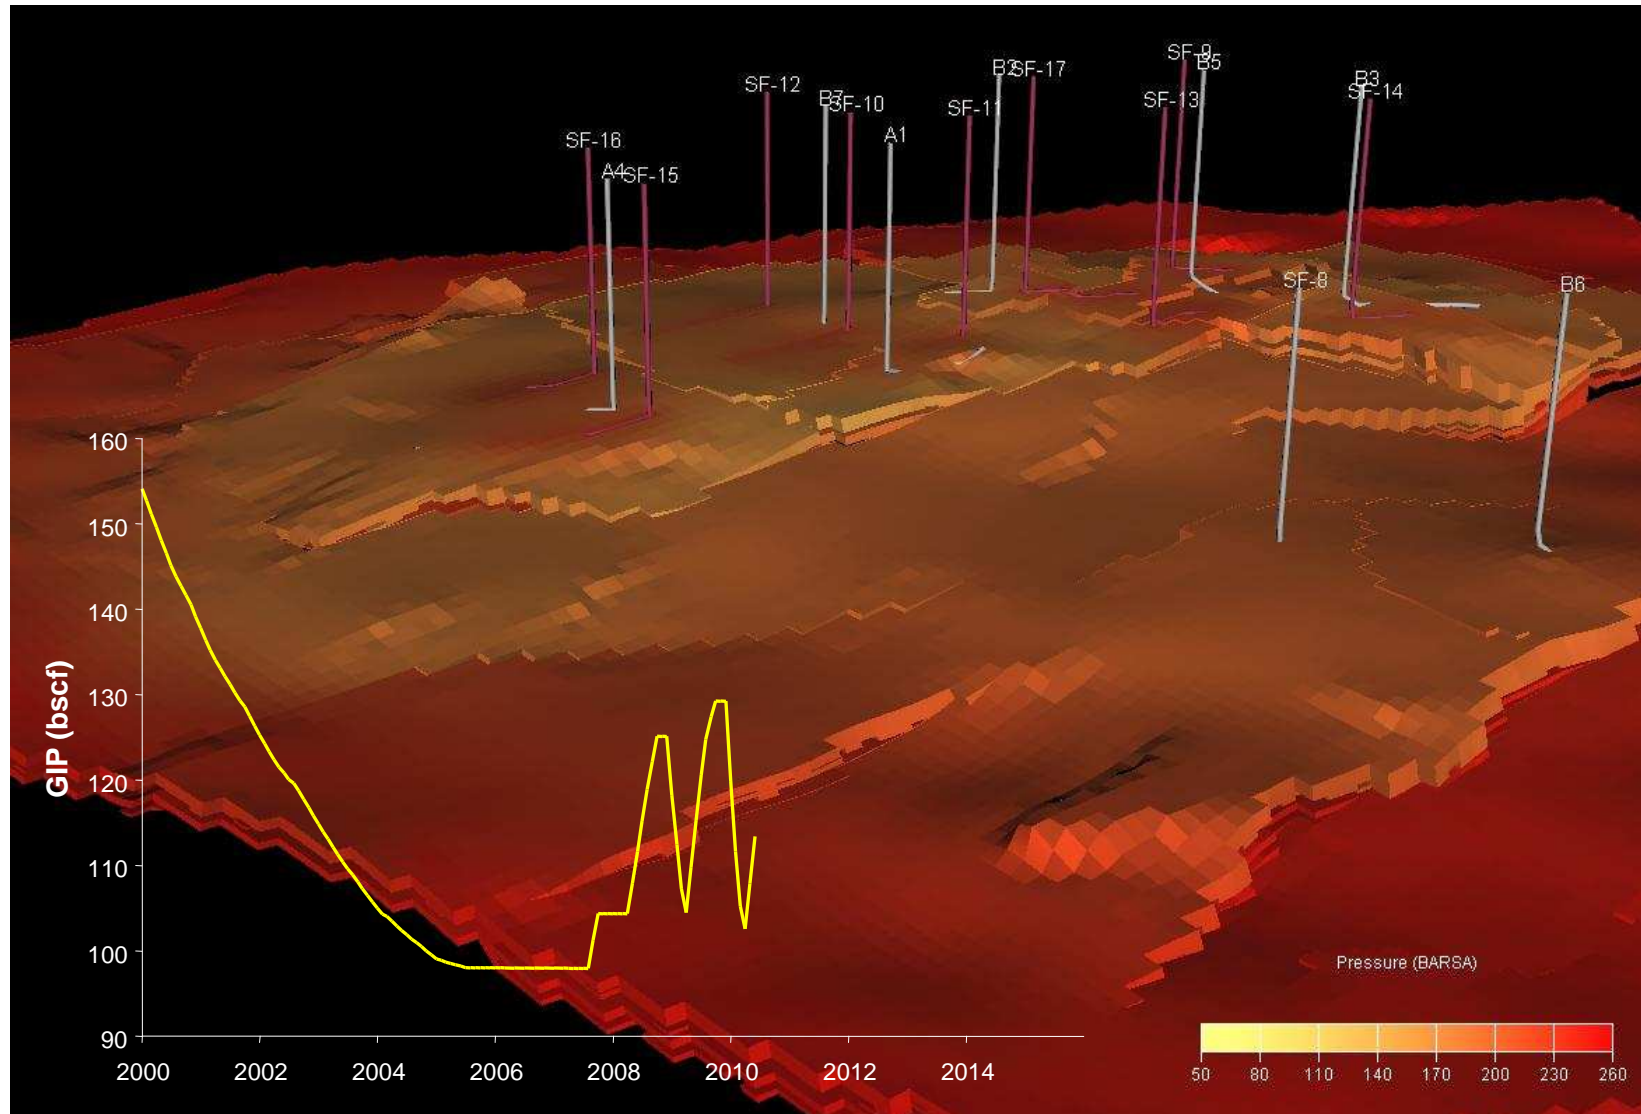 SF-9
B5
B2
SF-17
B3
SF-14
SF-12
B7
SF-10
SF-11
SF-13
A1
SF-16
A4
SF-15
SF-8
B6
160
150
140
130
120
110
100
90
GIP (bscf)
2000 2002 2004 2006 2008 2010 2012 2014
Pressure (BARSA)
50 80 110 140 170 200 230 260